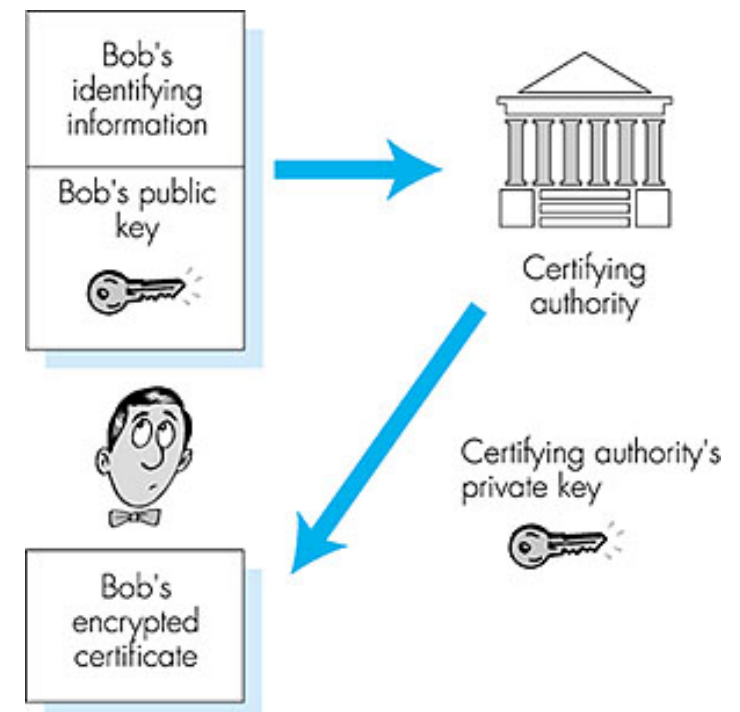 Bob's
identifying
information
Bob's public
key
Certifying
authority
Certifying authority's
private key
Bob's
encrypted
certificate